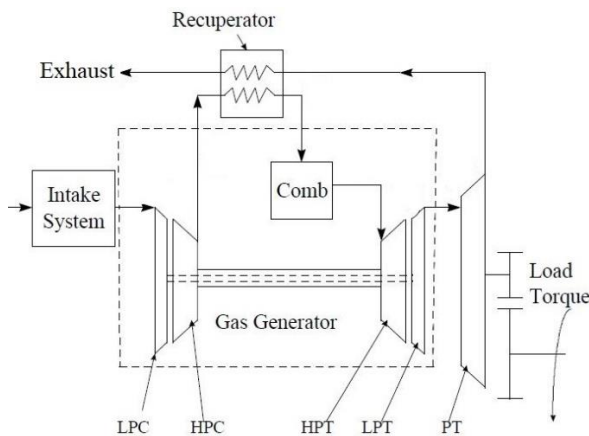 Recuperator
Exhaust
Intake
System
Comb
Load
Torque
Gas Generator
LPC
HPC
HPT
LPT
PT